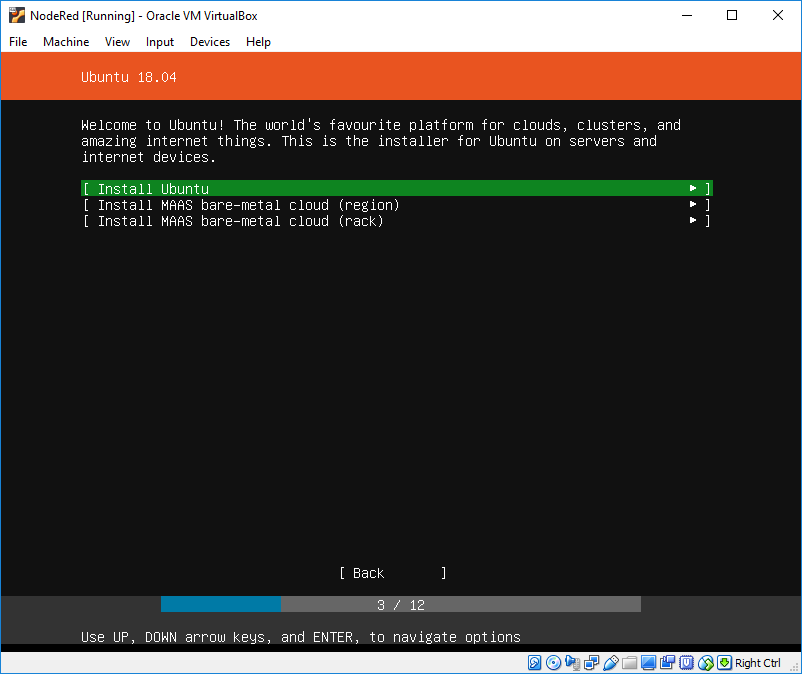 NodeRed [Running] - Oracle VM VirtualBox
File Machine View Input Devices Help
Ubuntu 18.04
Welcome to Ubuntu! The world's favourite platform for clouds, clusters, and
amazing internet things. This is the installer for Ubuntu on servers and
internet devices.
[ Install Ubuntu ► ]
[ Install MAAS bare-metal cloud (region) ► ]
[ Install MAAS bare-metal cloud (rack) ► ]
[ Back ]
3 / 12
Use UP, DOWN arrow keys, and ENTER, to navigate options
Right Ctrl